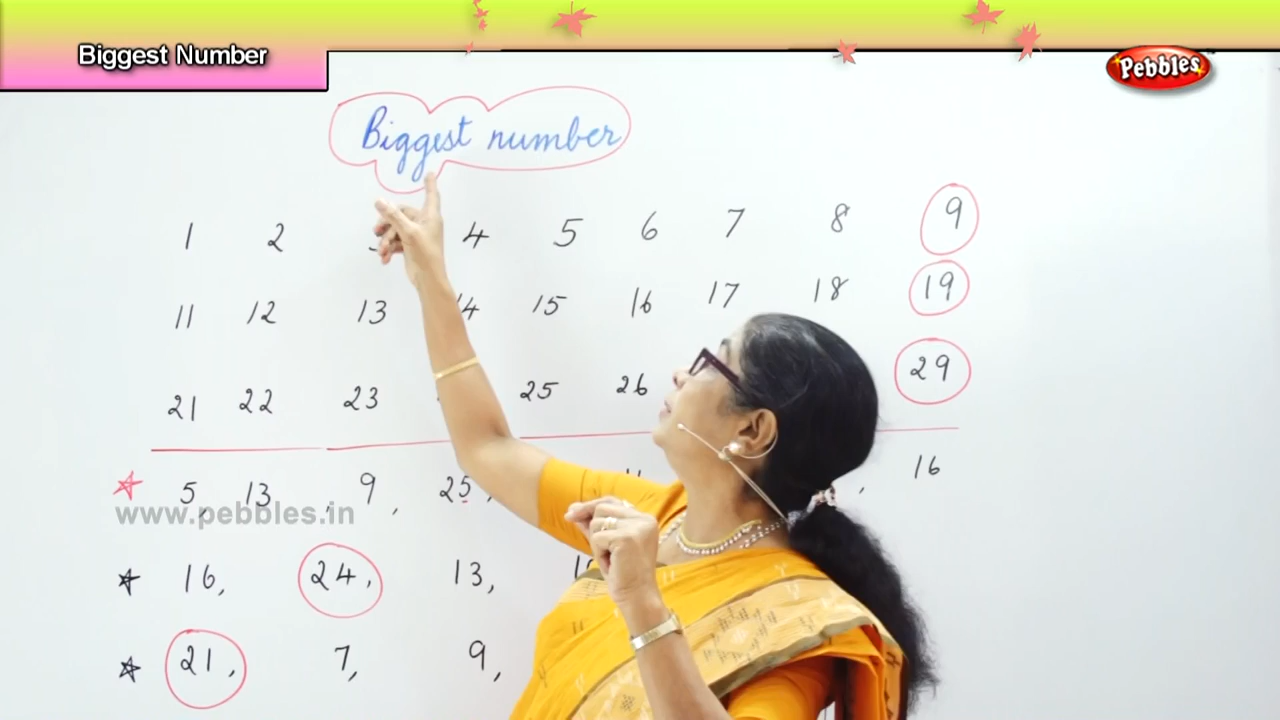 Biggest Number
Pebbles
Biggest number
1 2 4 5 6 7 8 9
11 12 13 14 15 16 17 18 19
21 22 23 25 26 29
5, 13, 9, 25, , 16
www.pebbles.in
16, 24, 13,
21, 7, 9,